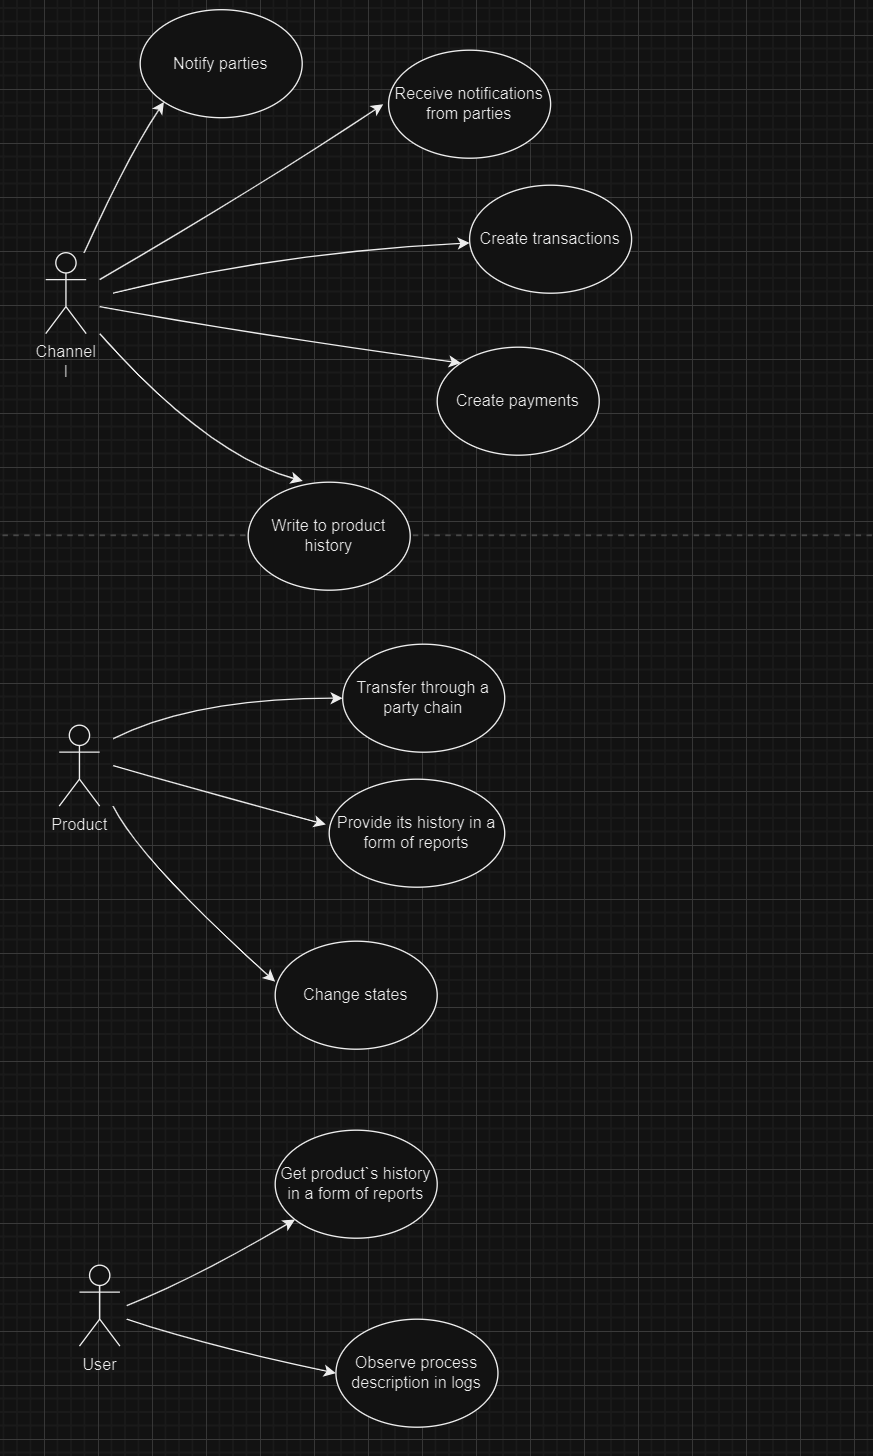 Notify parties
Receive notifications
from parties
Create transactions
Channel
l
Create payments
Write to product
history
Transfer through a
party chain
Product
Provide its history in a
form of reports
Change states
Get product`s history
in a form of reports
User
Observe process
description in logs